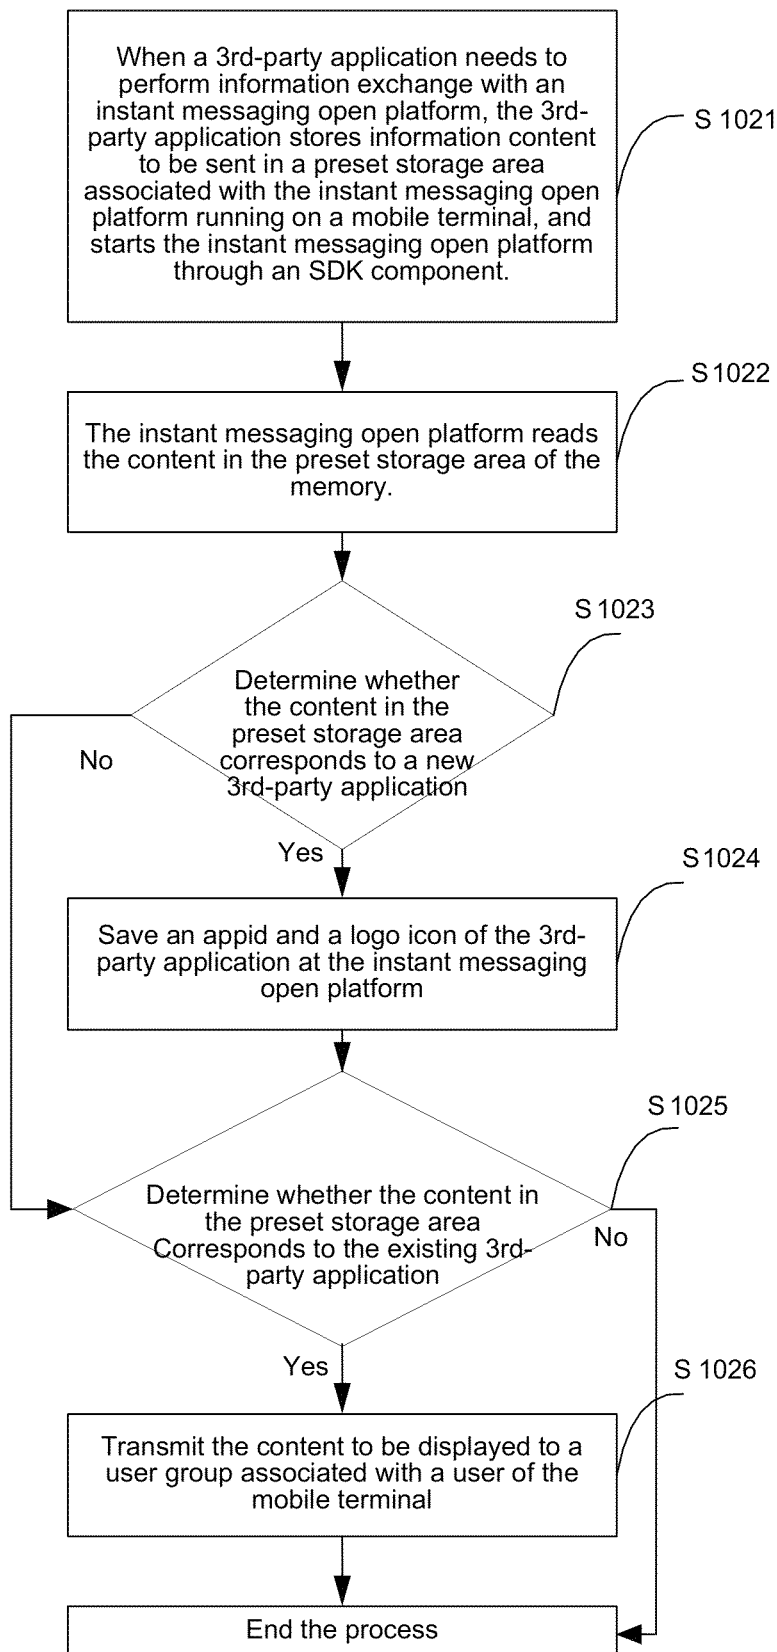 When a 3rd-party application needs to
perform information exchange with an
instant messaging open platform, the 3rd-
party application stores information content
to be sent in a preset storage area
associated with the instant messaging open
platform running on a mobile terminal, and
starts the instant messaging open platform
through an SDK component.
S 1021
S 1022
The instant messaging open platform reads
the content in the preset storage area of the
memory.
S 1023
Determine whether
the content in the
preset storage area
corresponds to a new
3rd-party application
No
Yes
S 1024
Save an appid and a logo icon of the 3rd-
party application at the instant messaging
open platform
S 1025
Determine whether the content in
the preset storage area
Corresponds to the existing 3rd-
party application
No
Yes
S 1026
Transmit the content to be displayed to a
user group associated with a user of the
mobile terminal
End the process